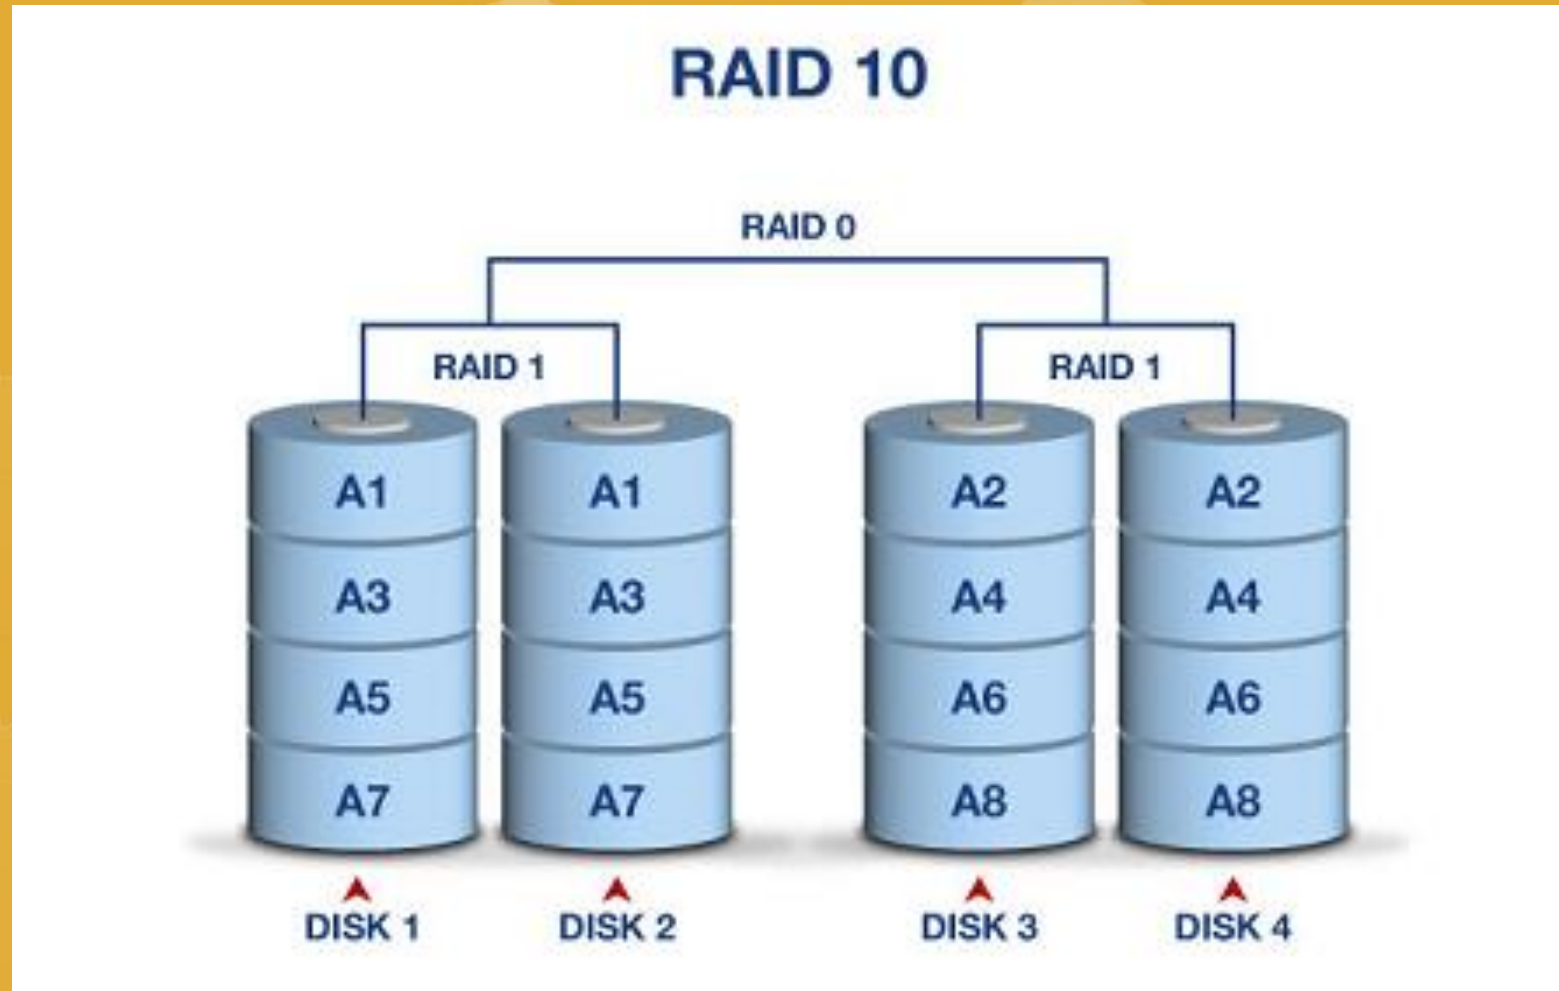 RAID 10
RAID 0
RAID 1
RAID 1
A1 A1 A2 A2
A3 A3 A4 A4
A5 A5 A6 A6
A7 A7 A8 A8
DISK 1 DISK 2 DISK 3 DISK 4